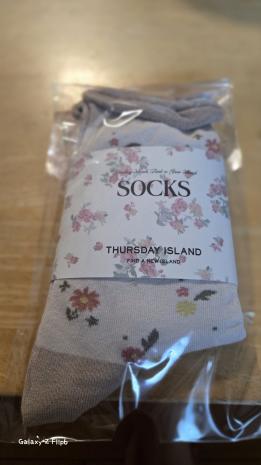 SOCKS
THURSDAY ISLAND
FIND A NEW ISLAND
Galaxy Z Flip6